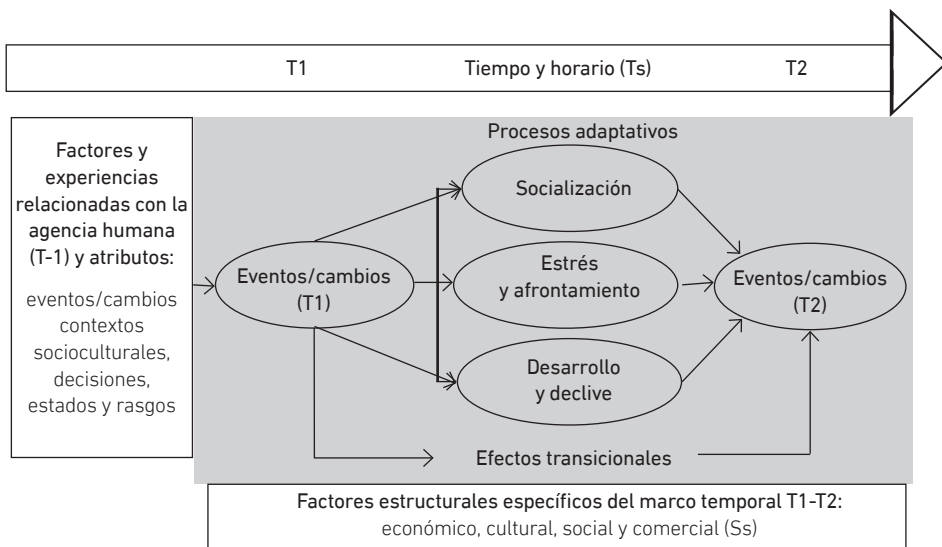 T1 Tiempo y horario (Ts) T2
Factores y
experiencias
relacionadas con la
agencia humana
(T-1) y atributos:
eventos/cambios
contextos
socioculturales,
decisiones,
estados y rasgos
Procesos adaptativos
Socialización
Eventos/cambios
(T1)
Estrés
y afrontamiento
Eventos/cambios
(T2)
Desarrollo
y declive
Efectos transicionales
Factores estructurales específicos del marco temporal T1-T2:
económico, cultural, social y comercial (Ss)